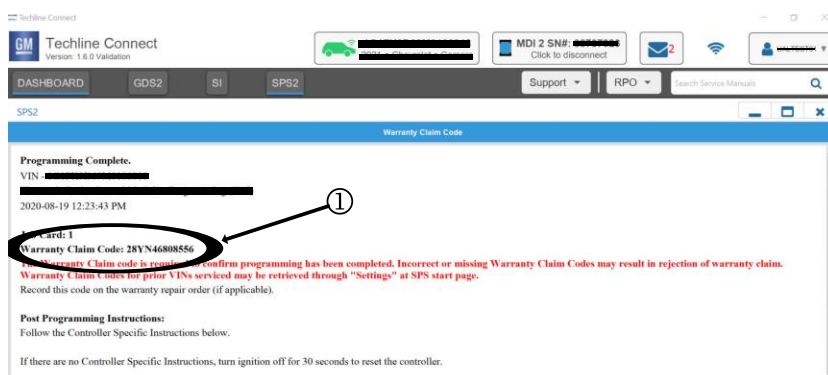 Techline Connect
GM
Techline Connect
Version: 1.6.0 Validation
MDI 2 SN#:
Click to disconnect
2
DASHBOARD GDS2 SI SPS2 Support RPO Search Service Manuals
SPS2
Warranty Claim Code
Programming Complete.
VIN -
2020-08-19 12:23:43 PM
①
Card: 1
Warranty Claim Code: 28YN46808556
The Warranty Claim code is required to confirm programming has been completed. Incorrect or missing Warranty Claim Codes may result in rejection of warranty claim.
Warranty Claim Codes for prior VINs serviced may be retrieved through "Settings" at SPS start page.
Record this code on the warranty repair order (if applicable).
Post Programming Instructions:
Follow the Controller Specific Instructions below.
If there are no Controller Specific Instructions, turn ignition off for 30 seconds to reset the controller.